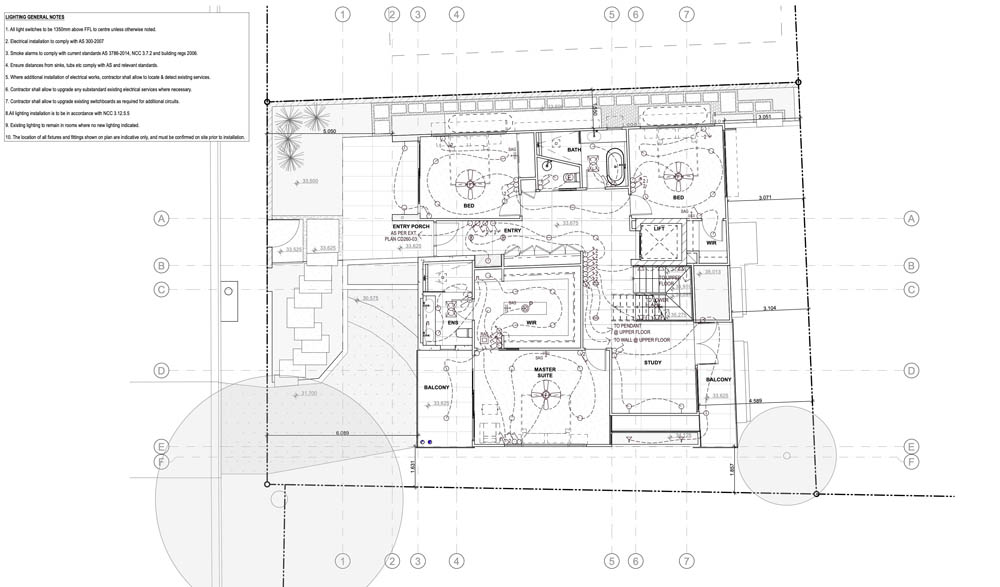 LIGHTING GENERAL NOTES
1. All light switches to be 1350mm above FFL to centre unless otherwise noted.
2. Electrical installation to comply with AS 300-2007
3. Smoke alarms to comply with current standards AS 3786-2014, NCC 3.7.2 and building regs 2006.
4. Ensure distances from sinks, tubs etc comply with AS and relevant standards.
5. Where additional installation of electrical works, contractor shall allow to locate & detect existing services.
6. Contractor shall allow to upgrade any substandard existing electrical services where necessary.
7. Contractor shall allow to upgrade existing switchboards as required for additional circuits.
8.All lighting installation is to be in accordance with NCC 3.12.5.5
9. Existing lighting to remain in rooms where no new lighting indicated.
10. The location of all fixtures and fittings shown on plan are indicative only, and must be confirmed on site prior to installation.
1 2 3 4 5 6 7
5.050
3.051
33.600
BED
BATH
BED
3.071
A
A
ENTRY PORCH
AS PER EXT.
PLAN CD260-03
33.625
ENTRY
33.675
LIFT
WIR
33.525
33.625
B
B
C
C
30.575
36.013
FLOOR
3.104
ENS
WIR
TO PENDANT
@ UPPER FLOOR
TO WALL @ UPPER FLOOR
D
D
MASTER
SUITE
STUDY
BALCONY
33.625
BALCONY
33.625
31.700
4.589
6.089
E
E
F
F
1.631
1.857
1 2 3 4 5 6 7